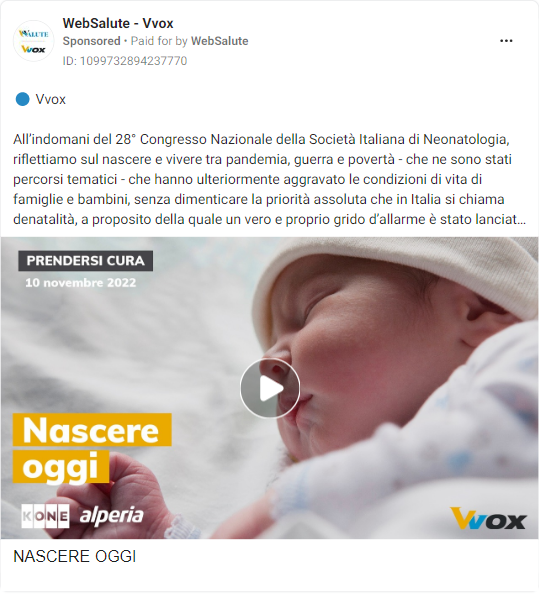 WebSalute - Vvox
Sponsored • Paid for by WebSalute
ID: 1099732894237770
WSALUTE
VVOX
Vvox
All’indomani del 28° Congresso Nazionale della Società Italiana di Neonatologia,
riflettiamo sul nascere e vivere tra pandemia, guerra e povertà - che ne sono stati
percorsi tematici - che hanno ulteriormente aggravato le condizioni di vita di
famiglie e bambini, senza dimenticare la priorità assoluta che in Italia si chiama
denatalità, a proposito della quale un vero e proprio grido d’allarme è stato lanciat...
PRENDERSI CURA
10 novembre 2022
Nascere
oggi
KONE alperia
VVOX
NASCERE OGGI